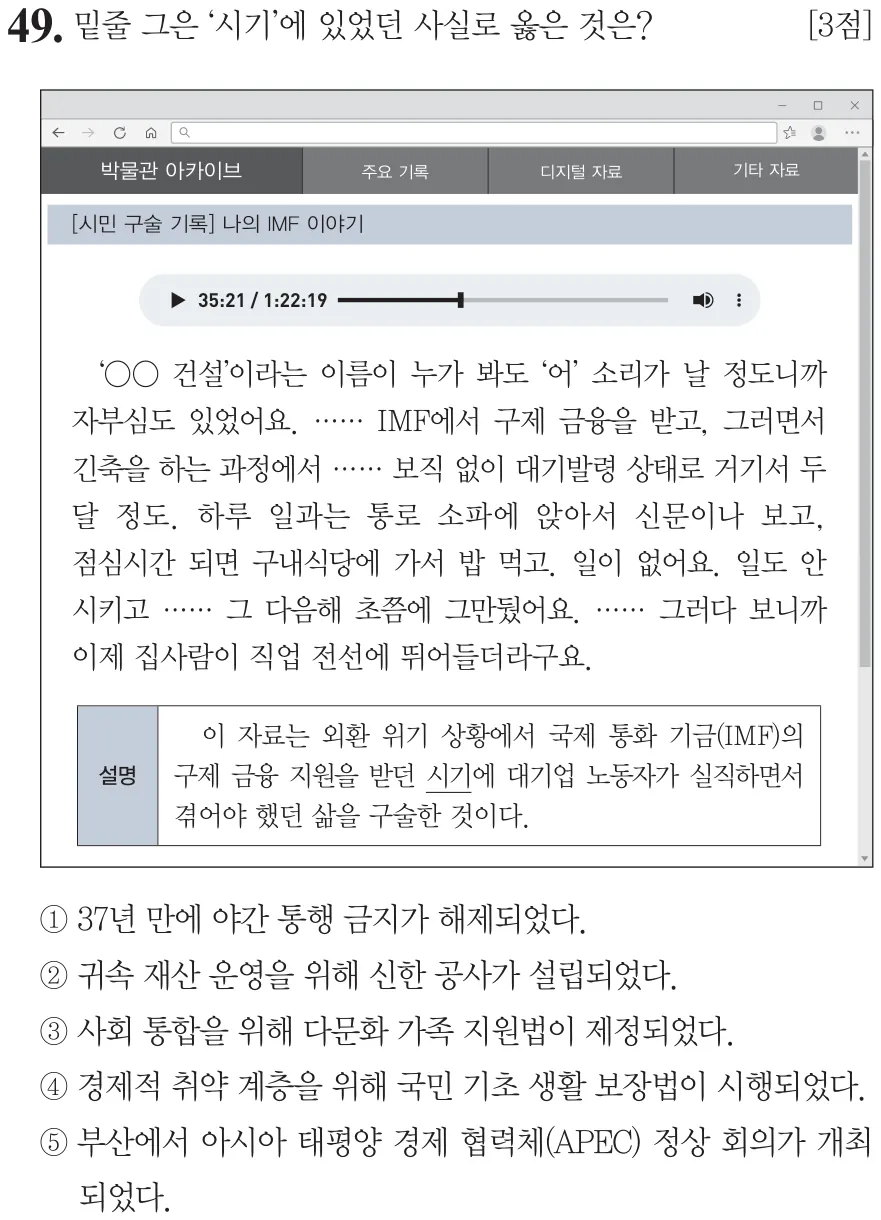 49. 밑줄 그은 ‘시기’에 있었던 사실로 옳은 것은? [3점]
박물관 아카이브 주요 기록 디지털 자료 기타 자료
[시민 구술 기록] 나의 IMF 이야기
35:21 / 1:22:19
‘○○ 건설’이라는 이름이 누가 봐도 ‘어’ 소리가 날 정도니까
자부심도 있었어요. …… IMF에서 구제 금융을 받고, 그러면서
긴축을 하는 과정에서 …… 보직 없이 대기발령 상태로 거기서 두
달 정도. 하루 일과는 통로 소파에 앉아서 신문이나 보고,
점심시간 되면 구내식당에 가서 밥 먹고. 일이 없어요. 일도 안
시키고 …… 그 다음해 초쯤에 그만뒀어요. …… 그러다 보니까
이제 집사람이 직업 전선에 뛰어들더라구요.
설명
이 자료는 외환 위기 상황에서 국제 통화 기금(IMF)의
구제 금융 지원을 받던 시기에 대기업 노동자가 실직하면서
겪어야 했던 삶을 구술한 것이다.
① 37년 만에 야간 통행 금지가 해제되었다.
② 귀속 재산 운영을 위해 신한 공사가 설립되었다.
③ 사회 통합을 위해 다문화 가족 지원법이 제정되었다.
④ 경제적 취약 계층을 위해 국민 기초 생활 보장법이 시행되었다.
⑤ 부산에서 아시아 태평양 경제 협력체(APEC) 정상 회의가 개최
되었다.